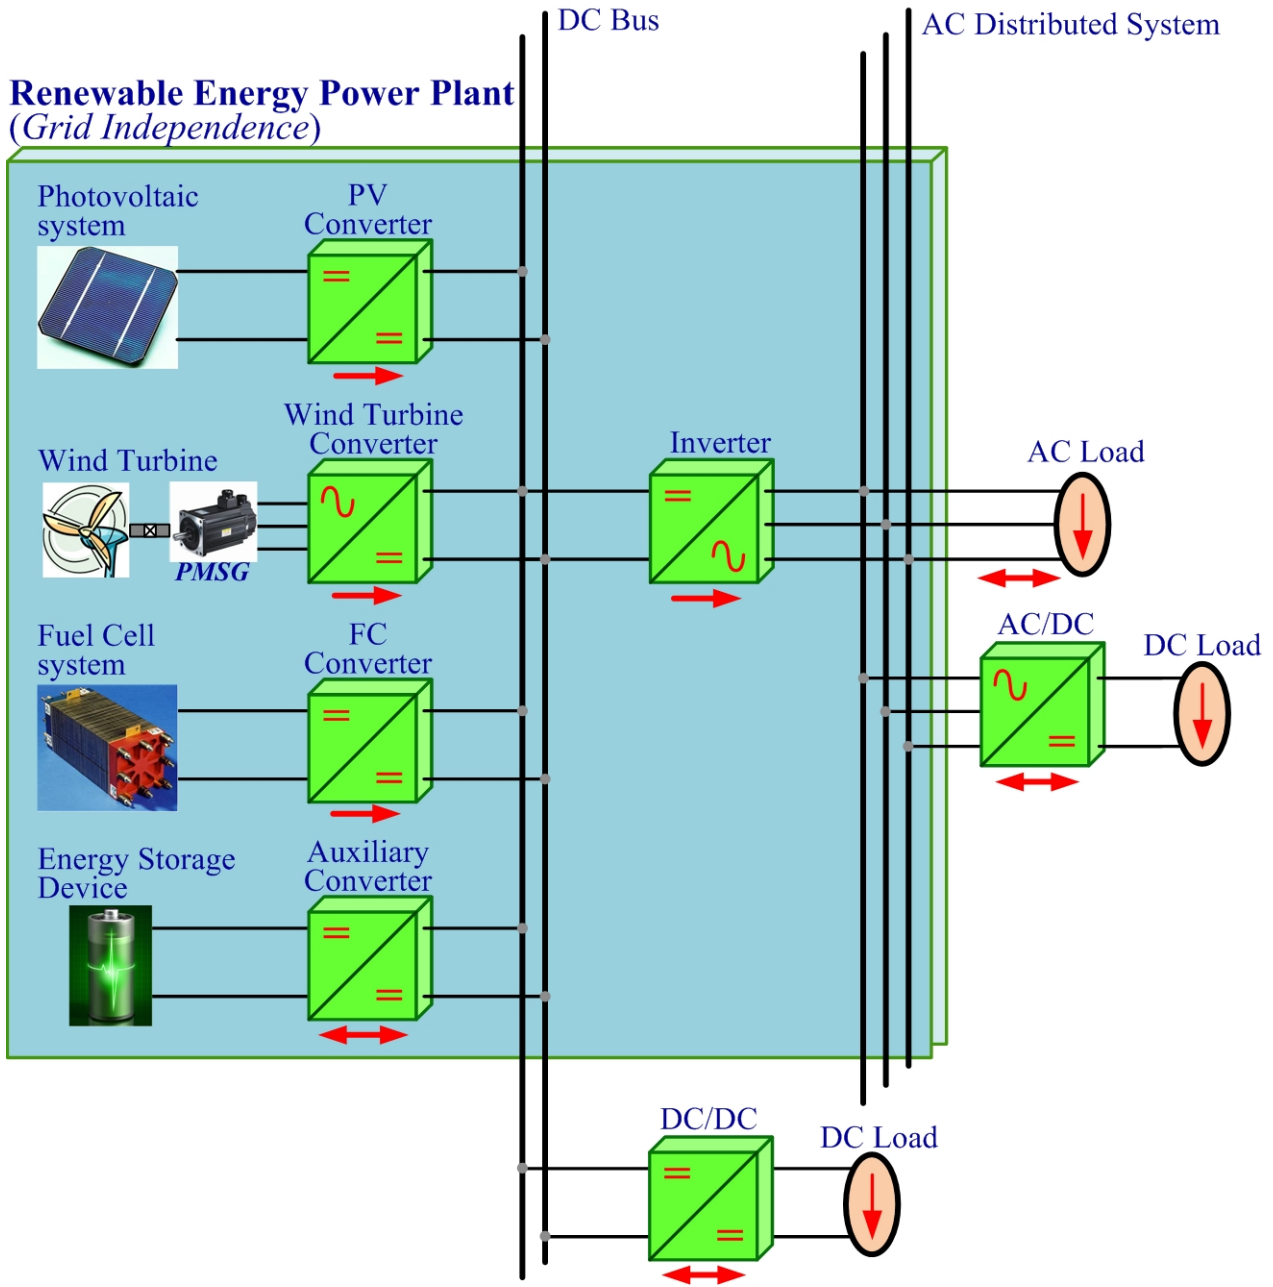 DC Bus
AC Distributed System
Renewable Energy Power Plant
(Grid Independence)
Photovoltaic
system
PV
Converter
Wind Turbine
Converter
Wind Turbine
PMSG
Inverter
AC Load
Fuel Cell
system
FC
Converter
AC/DC
DC Load
Energy Storage
Device
Auxiliary
Converter
DC/DC
DC Load